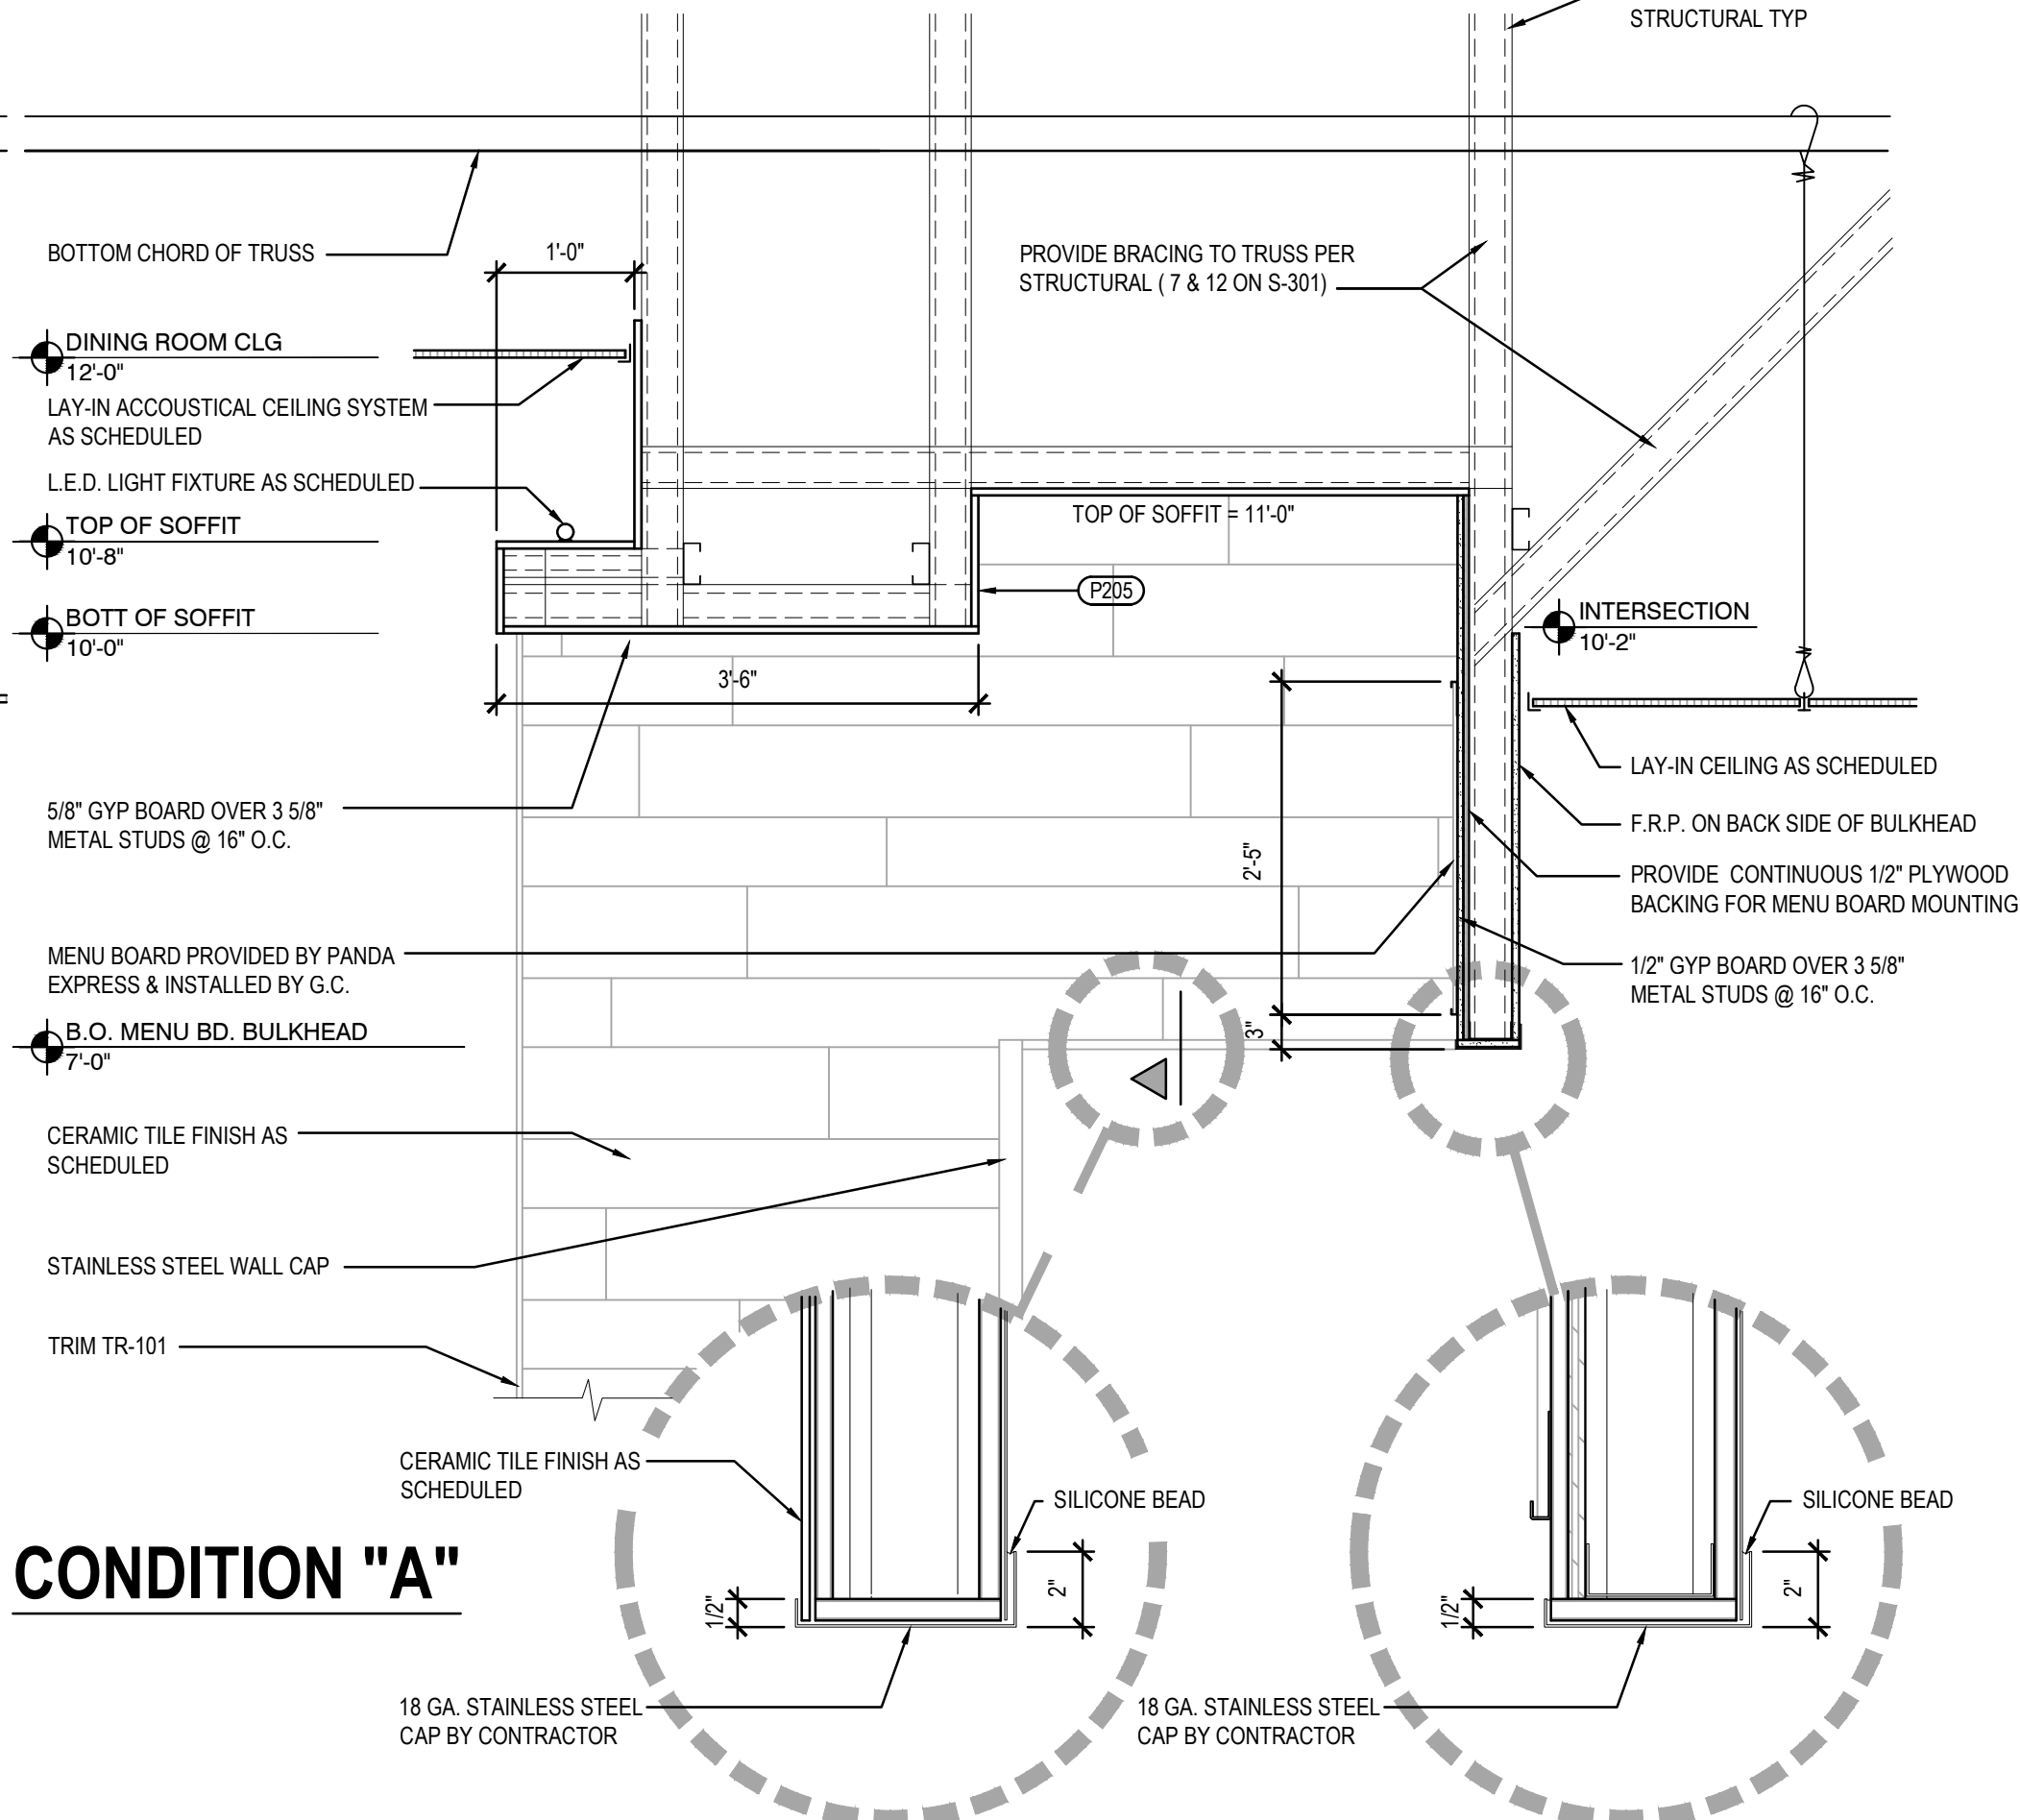 STRUCTURAL TYP
BOTTOM CHORD OF TRUSS
1'-0"
PROVIDE BRACING TO TRUSS PER
STRUCTURAL ( 7 & 12 ON S-301)
DINING ROOM CLG
12'-0"
LAY-IN ACCOUSTICAL CEILING SYSTEM
AS SCHEDULED
L.E.D. LIGHT FIXTURE AS SCHEDULED
TOP OF SOFFIT
10'-8"
TOP OF SOFFIT = 11'-0"
P205
BOTT OF SOFFIT
10'-0"
INTERSECTION
10'-2"
3'-6"
5/8" GYP BOARD OVER 3 5/8"
METAL STUDS @ 16" O.C.
2'-5"
LAY-IN CEILING AS SCHEDULED
F.R.P. ON BACK SIDE OF BULKHEAD
PROVIDE CONTINUOUS 1/2" PLYWOOD
BACKING FOR MENU BOARD MOUNTING
MENU BOARD PROVIDED BY PANDA
EXPRESS & INSTALLED BY G.C.
1/2" GYP BOARD OVER 3 5/8"
METAL STUDS @ 16" O.C.
B.O. MENU BD. BULKHEAD
7'-0"
3"
CERAMIC TILE FINISH AS
SCHEDULED
STAINLESS STEEL WALL CAP
TRIM TR-101
CERAMIC TILE FINISH AS
SCHEDULED
SILICONE BEAD
SILICONE BEAD
CONDITION "A"
1/2"
2"
1/2"
2"
18 GA. STAINLESS STEEL
CAP BY CONTRACTOR
18 GA. STAINLESS STEEL
CAP BY CONTRACTOR